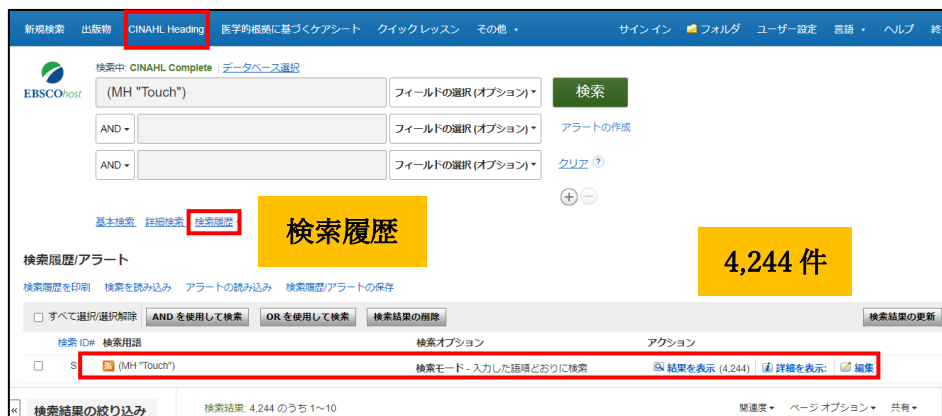 新規検索 出版物 CINAHL Heading 医学的根拠に基づくケアシート クイック レッスン その他 サインイン フォルダ ユーザー設定 言語 ヘルプ 終
検索中: CINAHL Complete データベース選択
EBSCOhost (MH "Touch") フィールドの選択 (オプション) 検索
AND フィールドの選択 (オプション) アラートの作成
AND フィールドの選択 (オプション) クリア ?
基本検索 詳細検索 検索履歴
検索履歴
4,244 件
検索履歴/アラート
検索履歴を印刷 検索を読み込み アラートの読み込み 検索履歴/アラートの保存
すべて選択/選択解除 AND を使用して検索 OR を使用して検索 検索結果の削除 検索結果の更新
検索 ID# 検索用語 検索オプション アクション
S (MH "Touch") 検索モード - 入力した語順どおりに検索 結果を表示 (4,244) 詳細を表示: 編集
« 検索結果の絞り込み 検索結果: 4,244 のうち 1～10 関連度 ページ オプション 共有